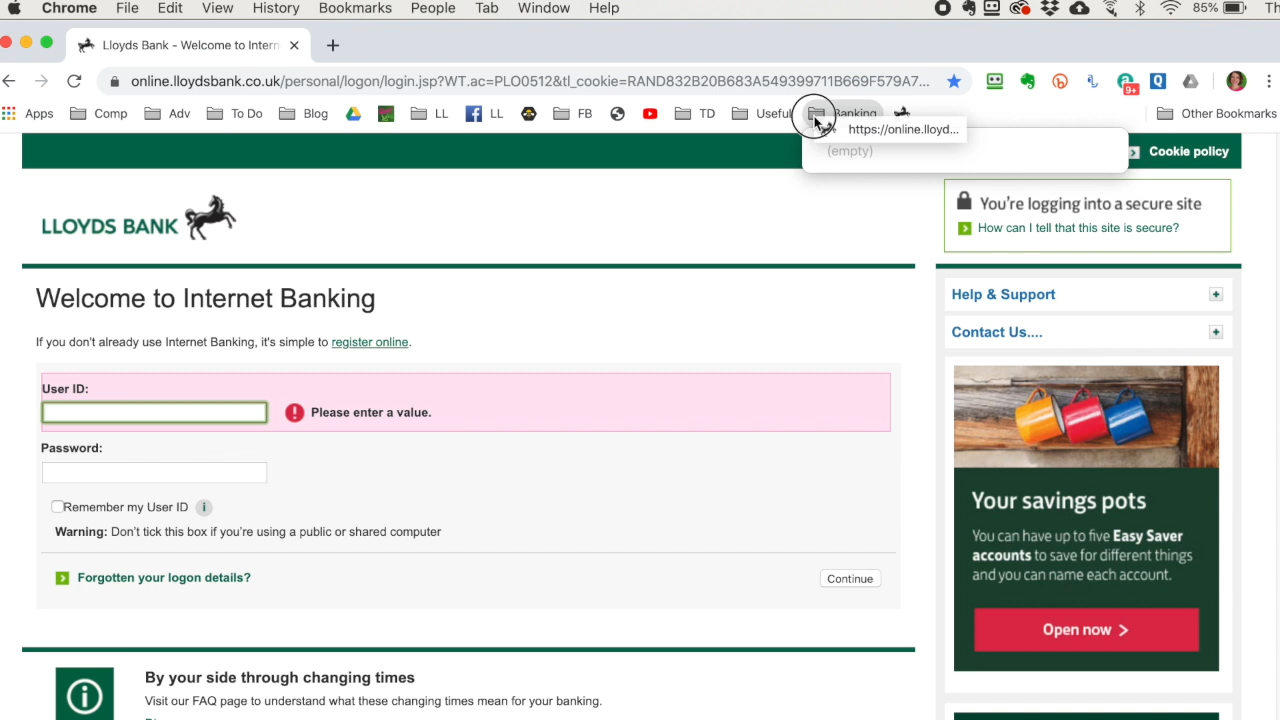 Chrome File Edit View History Bookmarks People Tab Window Help 85% Th
Lloyds Bank - Welcome to Intern
online.lloydsbank.co.uk/personal/logon/login.jsp?WT.ac=PLO0512&tl_cookie=RAND832B20B683A549399711B669F579A7... 9+
Apps Comp Adv To Do Blog LL LL FB TD Useful Banking Other Bookmarks
https://online.lloyd...
(empty)
Cookie policy
LLOYDS BANK
You're logging into a secure site
How can I tell that this site is secure?
Welcome to Internet Banking
If you don't already use Internet Banking, it's simple to register online.
User ID:
Please enter a value.
Password:
Remember my User ID i
Warning: Don't tick this box if you're using a public or shared computer
Forgotten your logon details?
Continue
Help & Support
Contact Us....
Your savings pots
You can have up to five Easy Saver
accounts to save for different things
and you can name each account.
Open now
By your side through changing times
Visit our FAQ page to understand what these changing times mean for your banking.